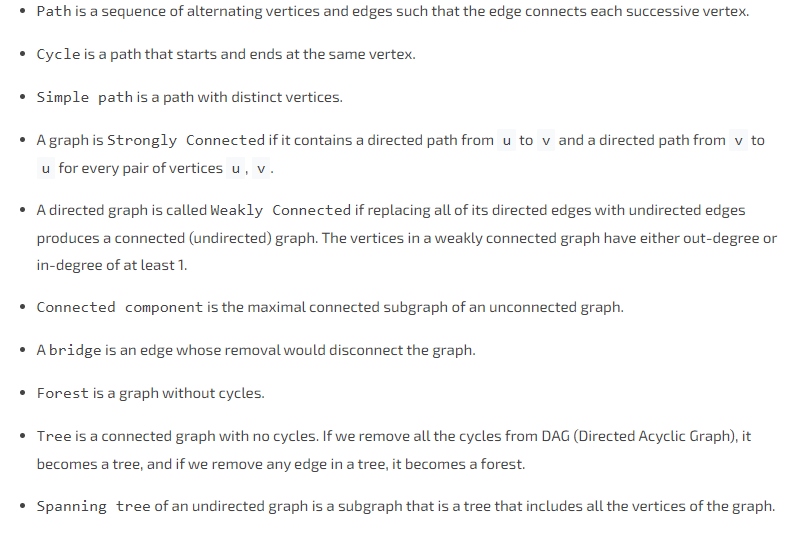 • Path is a sequence of alternating vertices and edges such that the edge connects each successive vertex.
• Cycle is a path that starts and ends at the same vertex.
• Simple path is a path with distinct vertices.
• A graph is Strongly Connected if it contains a directed path from u to v and a directed path from v to
u for every pair of vertices u , v .
• A directed graph is called Weakly Connected if replacing all of its directed edges with undirected edges
produces a connected (undirected) graph. The vertices in a weakly connected graph have either out-degree or
in-degree of at least 1.
• Connected component is the maximal connected subgraph of an unconnected graph.
• A bridge is an edge whose removal would disconnect the graph.
• Forest is a graph without cycles.
• Tree is a connected graph with no cycles. If we remove all the cycles from DAG (Directed Acyclic Graph), it
becomes a tree, and if we remove any edge in a tree, it becomes a forest.
• Spanning tree of an undirected graph is a subgraph that is a tree that includes all the vertices of the graph.